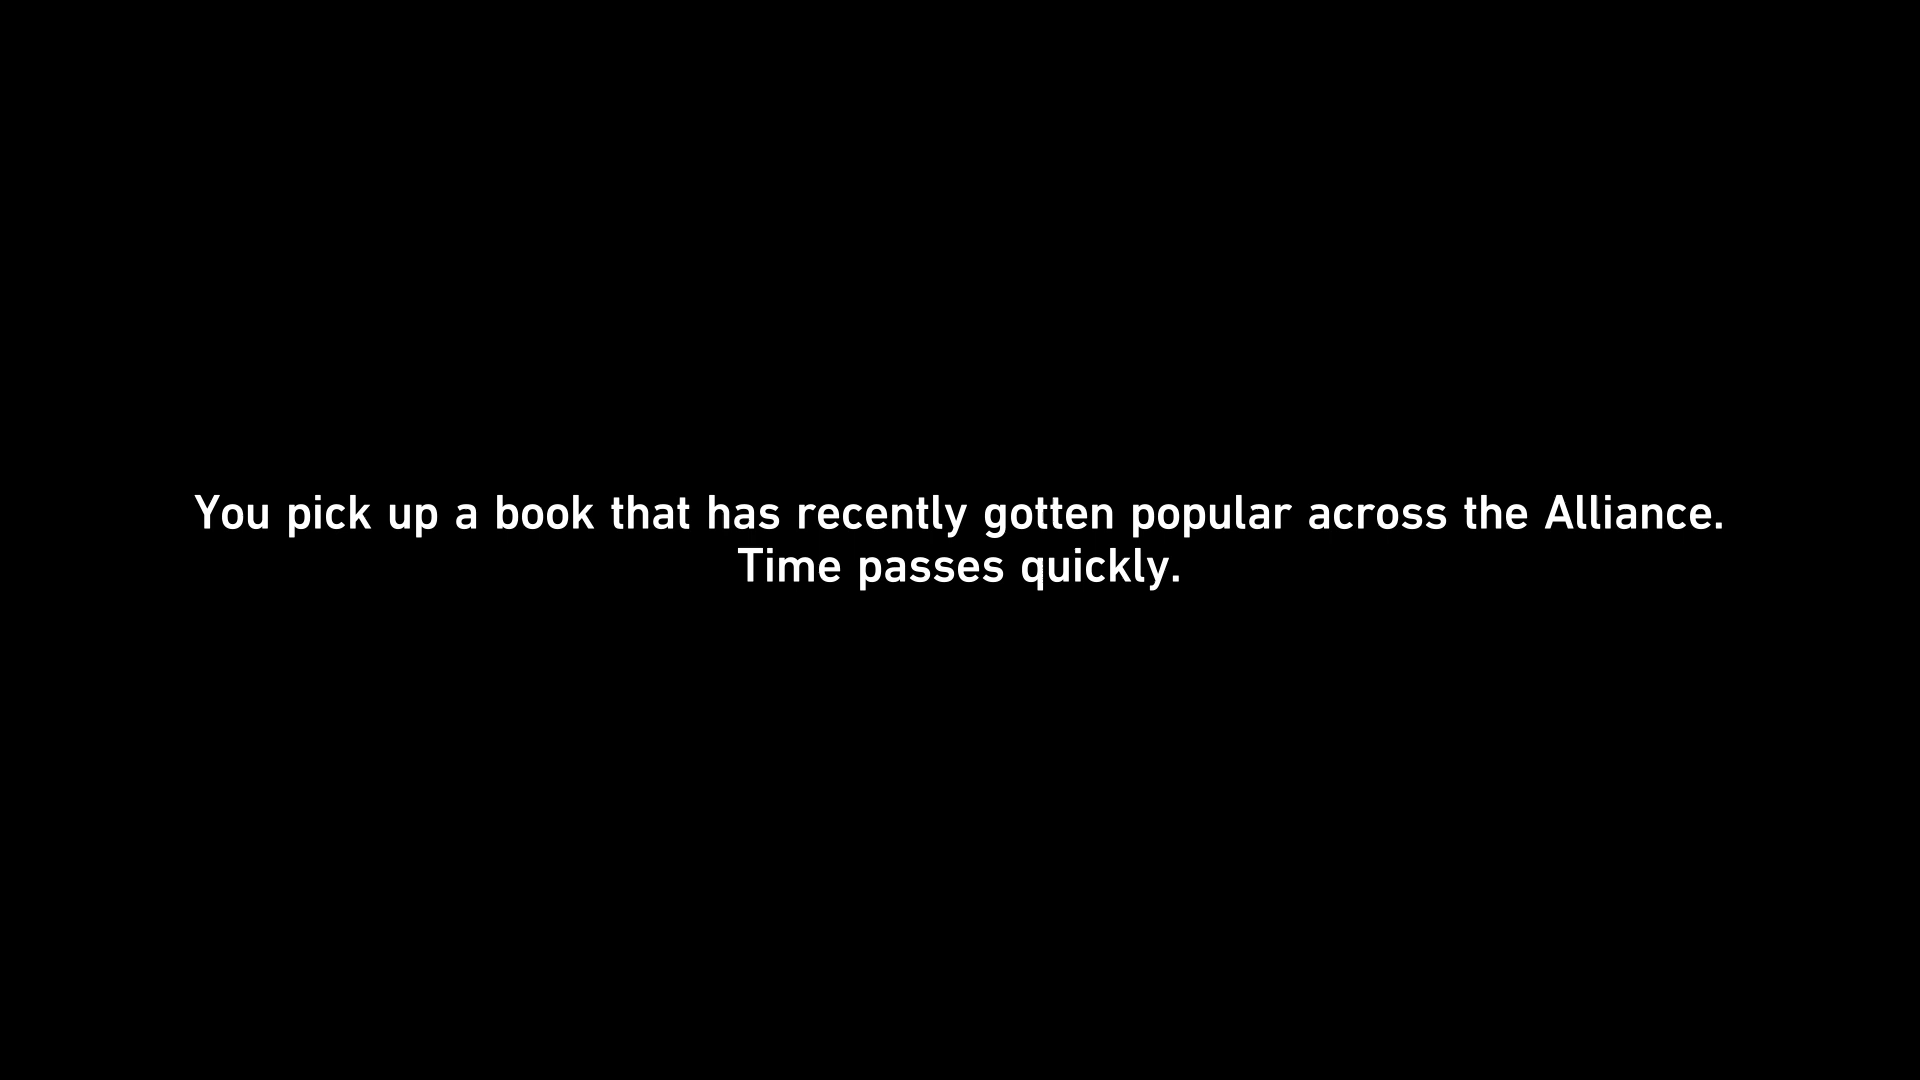 You pick up a book that has recently gotten popular across the Alliance.
Time passes quickly.